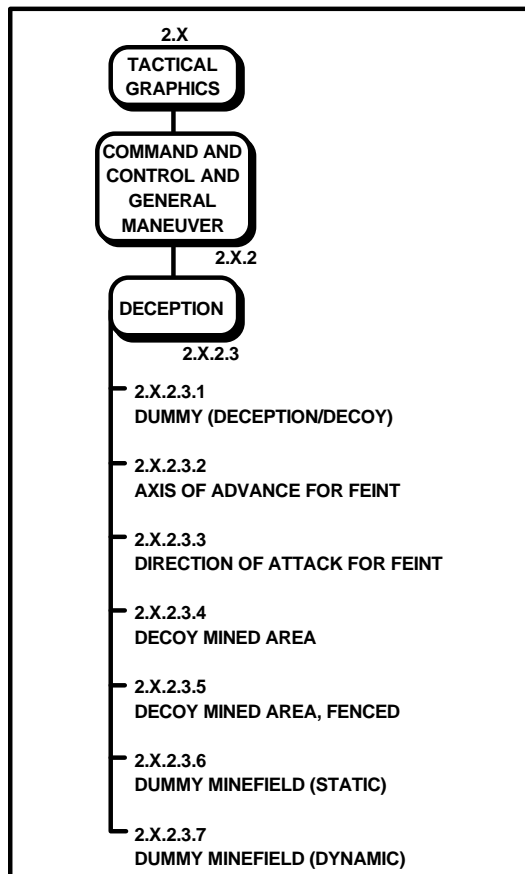 2.X
TACTICAL
GRAPHICS
COMMAND AND
CONTROL AND
GENERAL
MANEUVER
2.X.2
DECEPTION
2.X.2.3
2.X.2.3.1
DUMMY (DECEPTION/DECOY)
2.X.2.3.2
AXIS OF ADVANCE FOR FEINT
2.X.2.3.3
DIRECTION OF ATTACK FOR FEINT
2.X.2.3.4
DECOY MINED AREA
2.X.2.3.5
DECOY MINED AREA, FENCED
2.X.2.3.6
DUMMY MINEFIELD (STATIC)
2.X.2.3.7
DUMMY MINEFIELD (DYNAMIC)